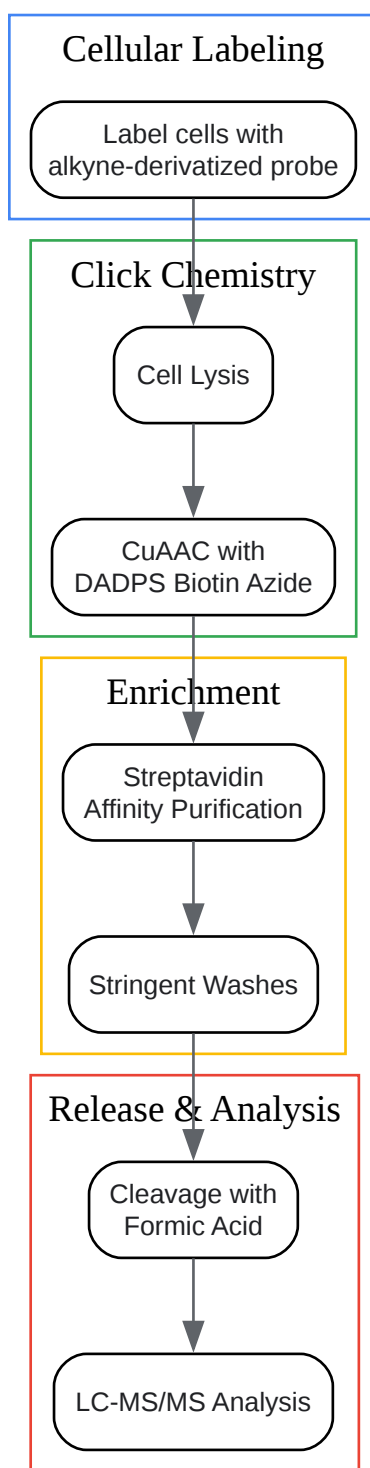 Cellular Labeling
Label cells with
alkyne-derivatized probe
Click Chemistry
Cell Lysis
CuAAC with
DADPS Biotin Azide
Enrichment
Streptavidin
Affinity Purification
Stringent Washes
Release & Analysis
Cleavage with
Formic Acid
LC-MS/MS Analysis